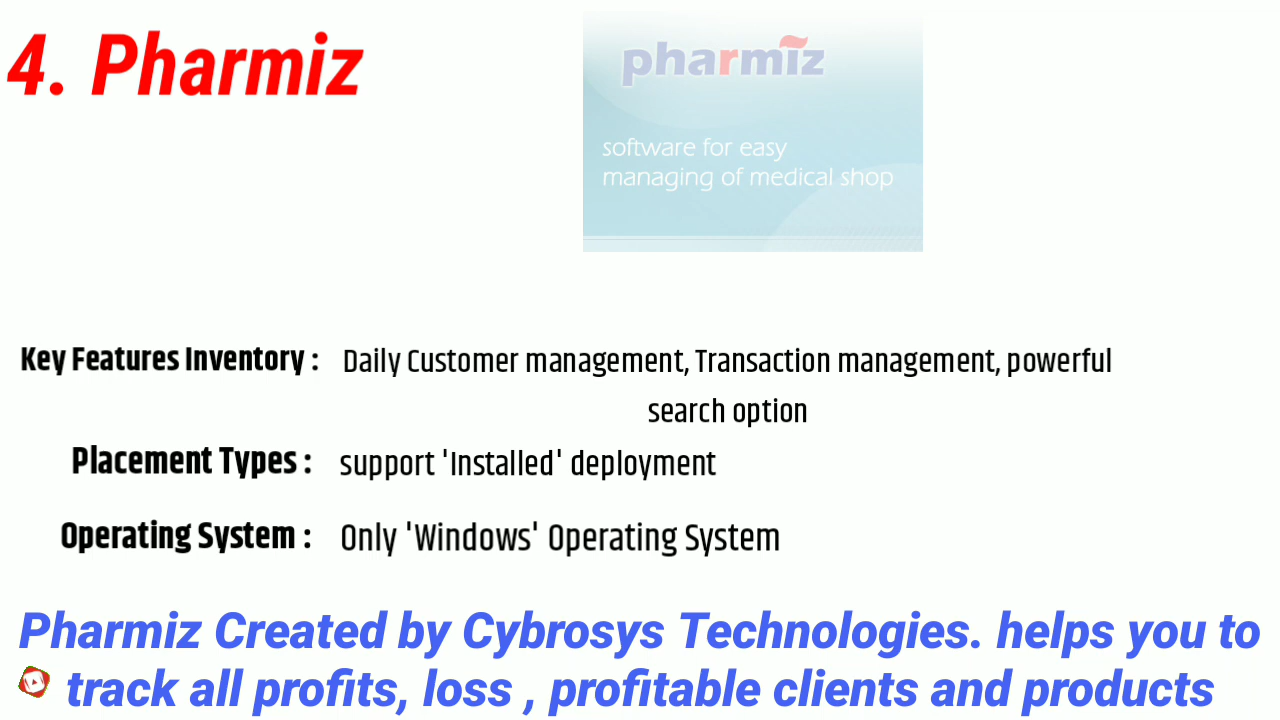 4. Pharmiz
pharmiz
software for easy
managing of medical shop
Key Features Inventory : Daily Customer management, Transaction management, powerful
search option
Placement Types : support 'Installed' deployment
Operating System : Only 'Windows' Operating System
Pharmiz Created by Cybrosys Technologies. helps you to
track all profits, loss , profitable clients and products